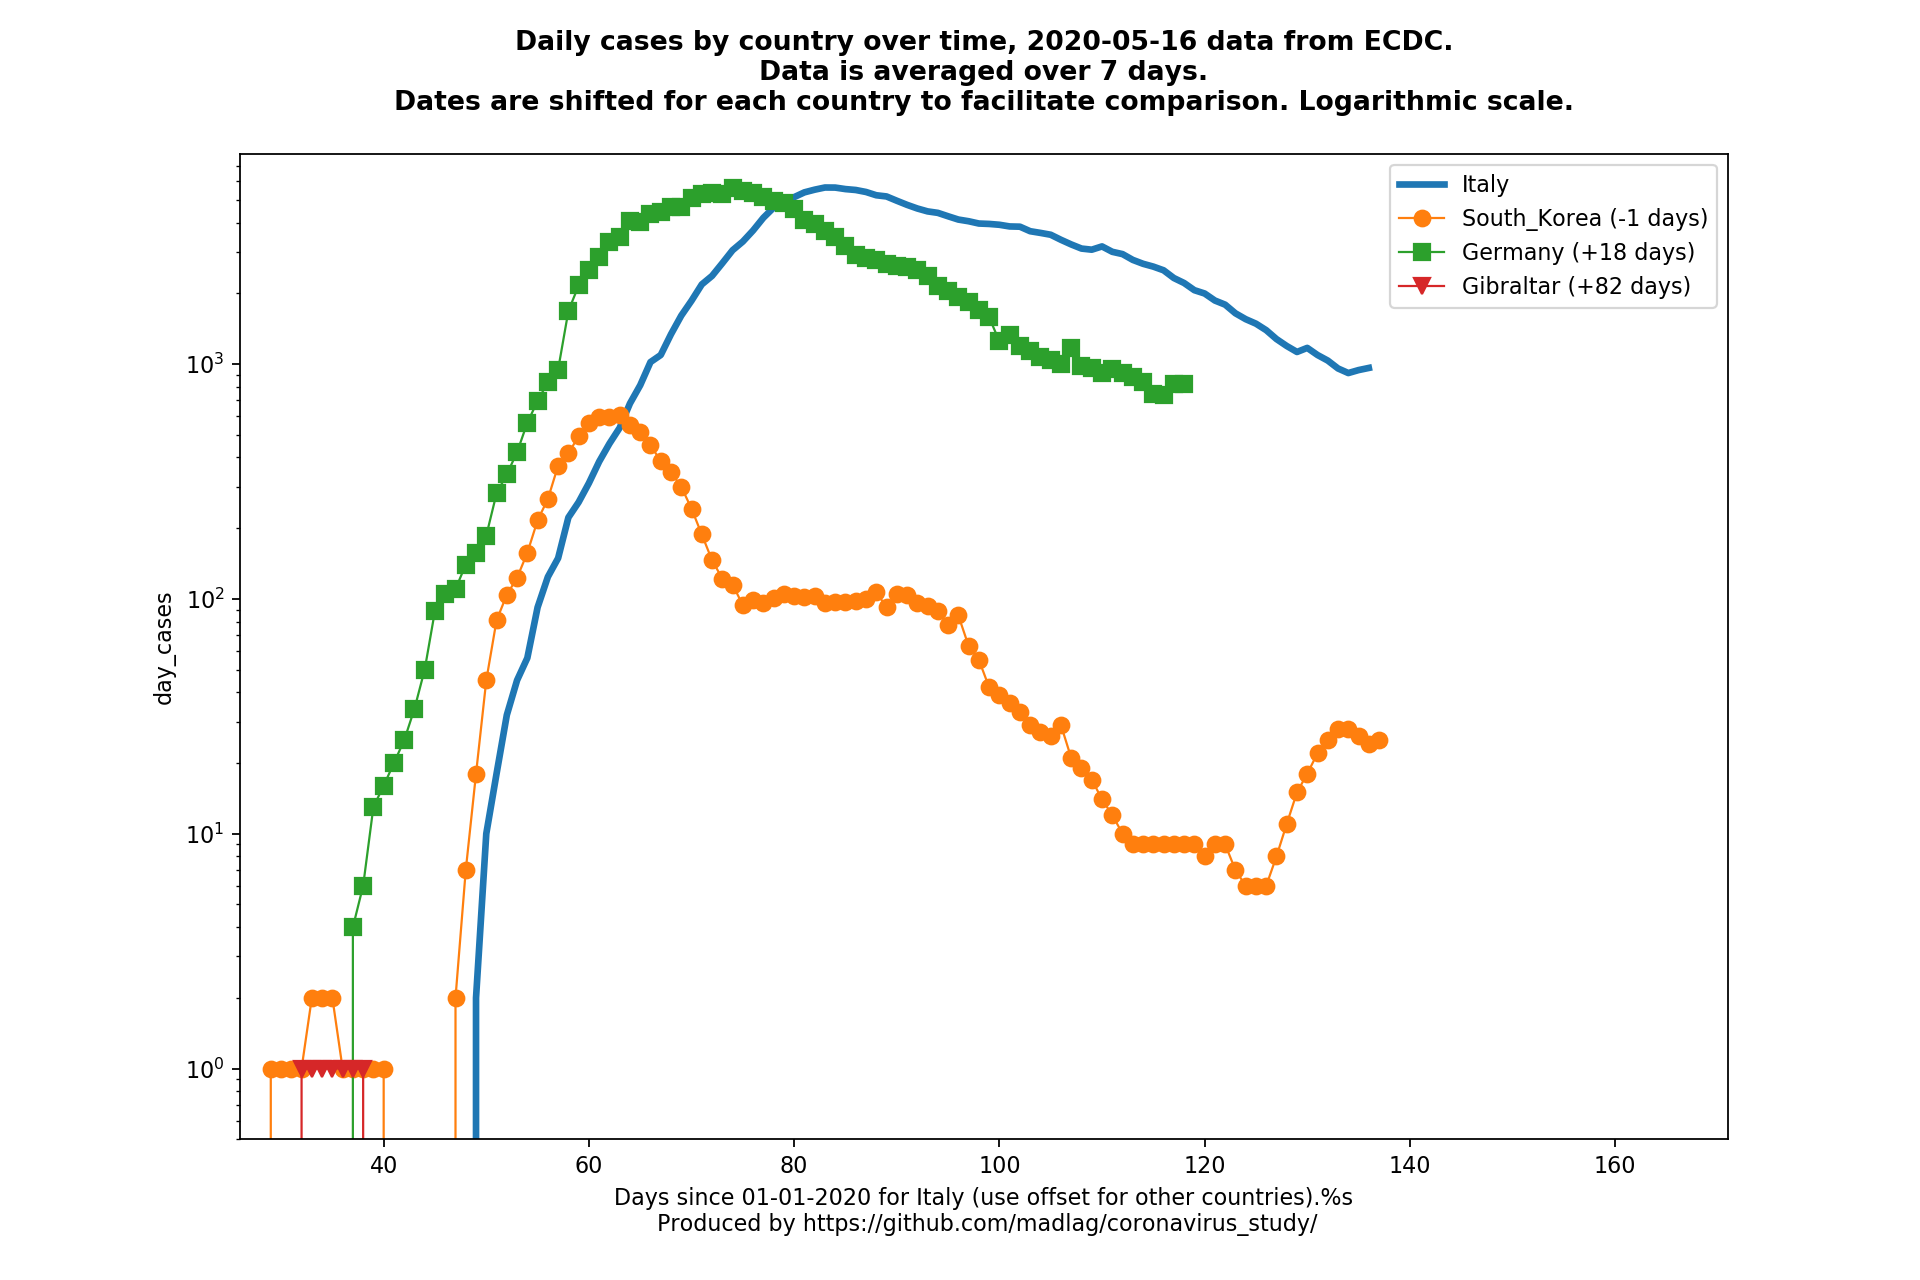 Daily cases by country over time, 2020-05-16 data from ECDC.
Data is averaged over 7 days.
Dates are shifted for each country to facilitate comparison. Logarithmic scale.
Italy
South_Korea (-1 days)
Germany (+18 days)
Gibraltar (+82 days)
day_cases
10³
10²
10¹
10⁰
40 60 80 100 120 140 160
Days since 01-01-2020 for Italy (use offset for other countries).%s
Produced by https://github.com/madlag/coronavirus_study/